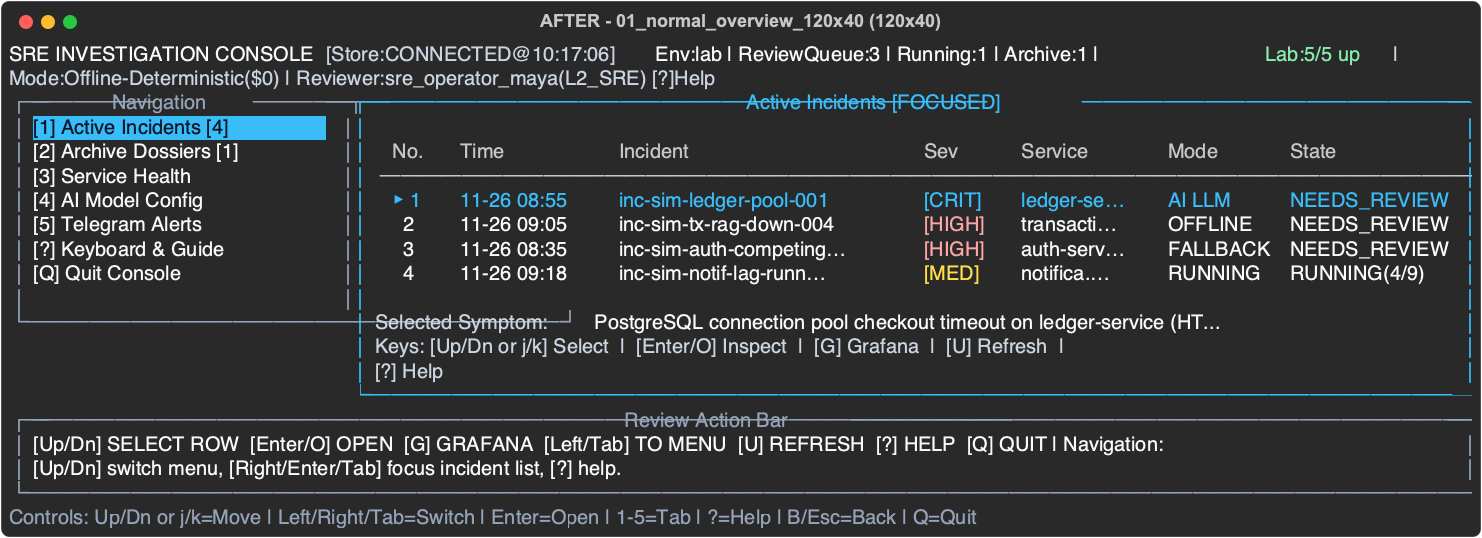 AFTER - 01_normal_overview_120x40 (120x40)
SRE INVESTIGATION CONSOLE [Store:CONNECTED@10:17:06] Env:lab | ReviewQueue:3 | Running:1 | Archive:1 | Lab:5/5 up |
Mode:Offline-Deterministic($0) | Reviewer:sre_operator_maya(L2_SRE) [?]Help
Navigation
[1] Active Incidents [4]
[2] Archive Dossiers [1]
[3] Service Health
[4] AI Model Config
[5] Telegram Alerts
[?] Keyboard & Guide
[Q] Quit Console
Active Incidents [FOCUSED]
No. Time Incident Sev Service Mode State
▸ 1 11-26 08:55 inc-sim-ledger-pool-001 [CRIT] ledger-se… AI LLM NEEDS_REVIEW
2 11-26 09:05 inc-sim-tx-rag-down-004 [HIGH] transacti… OFFLINE NEEDS_REVIEW
3 11-26 08:35 inc-sim-auth-competing… [HIGH] auth-serv… FALLBACK NEEDS_REVIEW
4 11-26 09:18 inc-sim-notif-lag-runn… [MED] notifica.… RUNNING RUNNING(4/9)
Selected Symptom: PostgreSQL connection pool checkout timeout on ledger-service (HT…
Keys: [Up/Dn or j/k] Select | [Enter/O] Inspect | [G] Grafana | [U] Refresh |
[?] Help
Review Action Bar
[Up/Dn] SELECT ROW [Enter/O] OPEN [G] GRAFANA [Left/Tab] TO MENU [U] REFRESH [?] HELP [Q] QUIT | Navigation:
[Up/Dn] switch menu, [Right/Enter/Tab] focus incident list, [?] help.
Controls: Up/Dn or j/k=Move | Left/Right/Tab=Switch | Enter=Open | 1-5=Tab | ?=Help | B/Esc=Back | Q=Quit